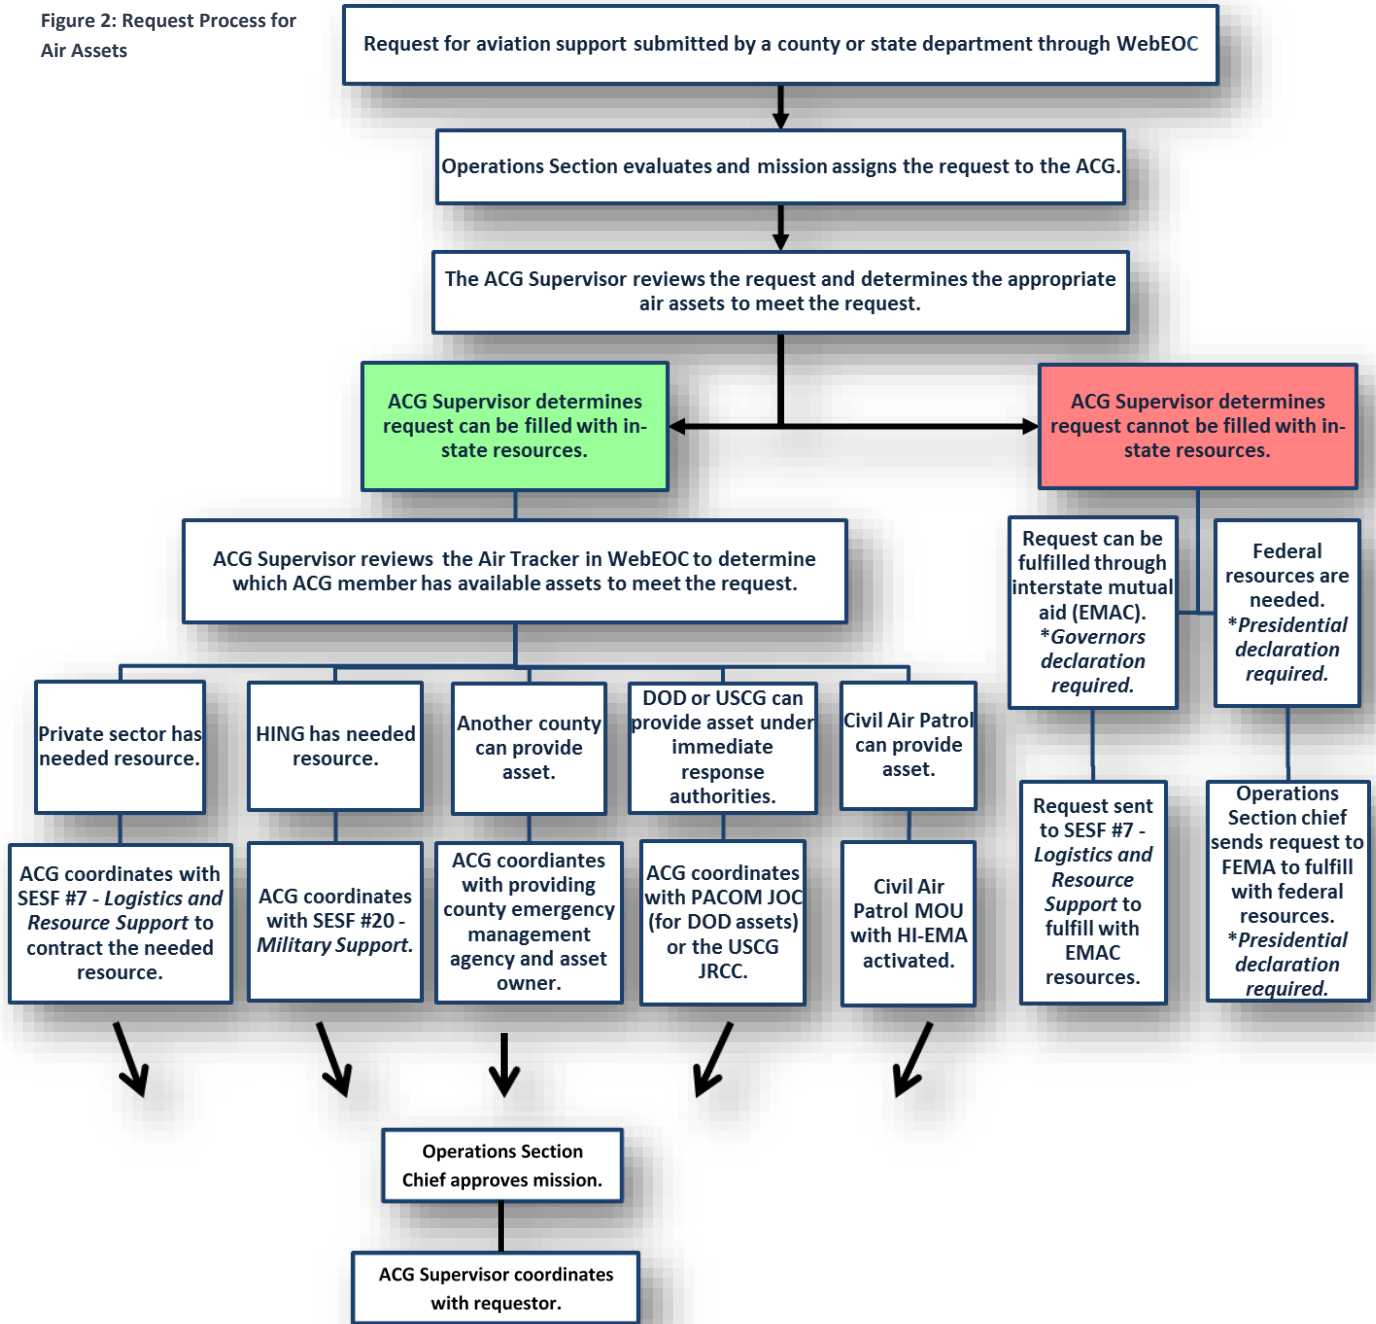 Figure 2: Request Process for
Air Assets
Request for aviation support submitted by a county or state department through WebEOC
Operations Section evaluates and mission assigns the request to the ACG.
The ACG Supervisor reviews the request and determines the appropriate
air assets to meet the request.
ACG Supervisor determines
request can be filled with in-
state resources.
ACG Supervisor determines
request cannot be filled with in-
state resources.
ACG Supervisor reviews the Air Tracker in WebEOC to determine
which ACG member has available assets to meet the request.
Request can be
fulfilled through
interstate mutual
aid (EMAC).
*Governors
declaration
required.
Federal
resources are
needed.
*Presidential
declaration
required.
Private sector has
needed resource.
HING has needed
resource.
Another county
can provide
asset.
DOD or USCG can
provide asset under
immediate
response
authorities.
Civil Air Patrol
can provide
asset.
ACG coordinates with
SESF #7 - Logistics and
Resource Support to
contract the needed
resource.
ACG coordinates
with SESF #20 -
Military Support.
ACG coordiantes
with providing
county emergency
management
agency and asset
owner.
ACG coordinates
with PACOM JOC
(for DOD assets)
or the USCG
JRCC.
Civil Air
Patrol MOU
with HI-EMA
activated.
Request sent
to SESF #7 -
Logistics and
Resource
Support to
fulfill with
EMAC
resources.
Operations
Section chief
sends request to
FEMA to fulfill
with federal
resources.
*Presidential
declaration
required.
Operations Section
Chief approves mission.
ACG Supervisor coordinates
with requestor.